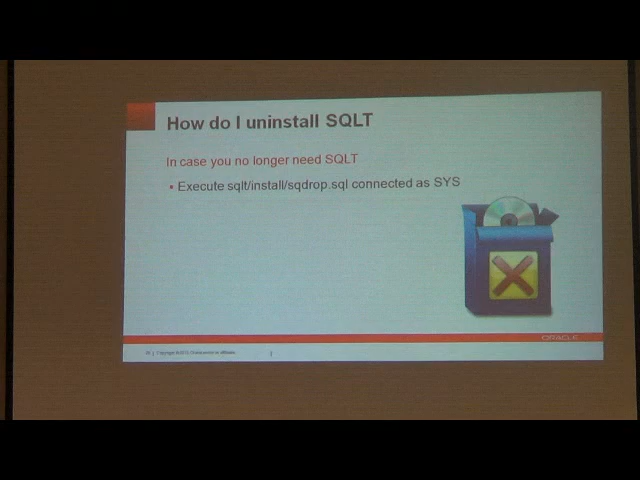 How do I uninstall SQLT
In case you no longer need SQLT
• Execute sqlt/install/sqdrop.sql connected as SYS
ORACLE